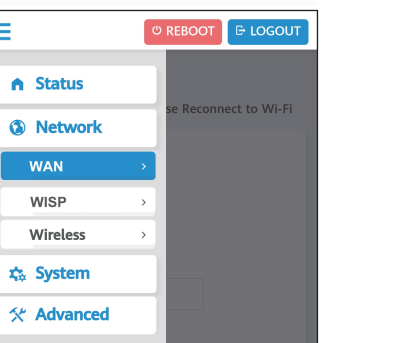 REBOOT
LOGOUT
Status
se Reconnect to Wi-Fi
Network
WAN
WISP
Wireless
System
Advanced